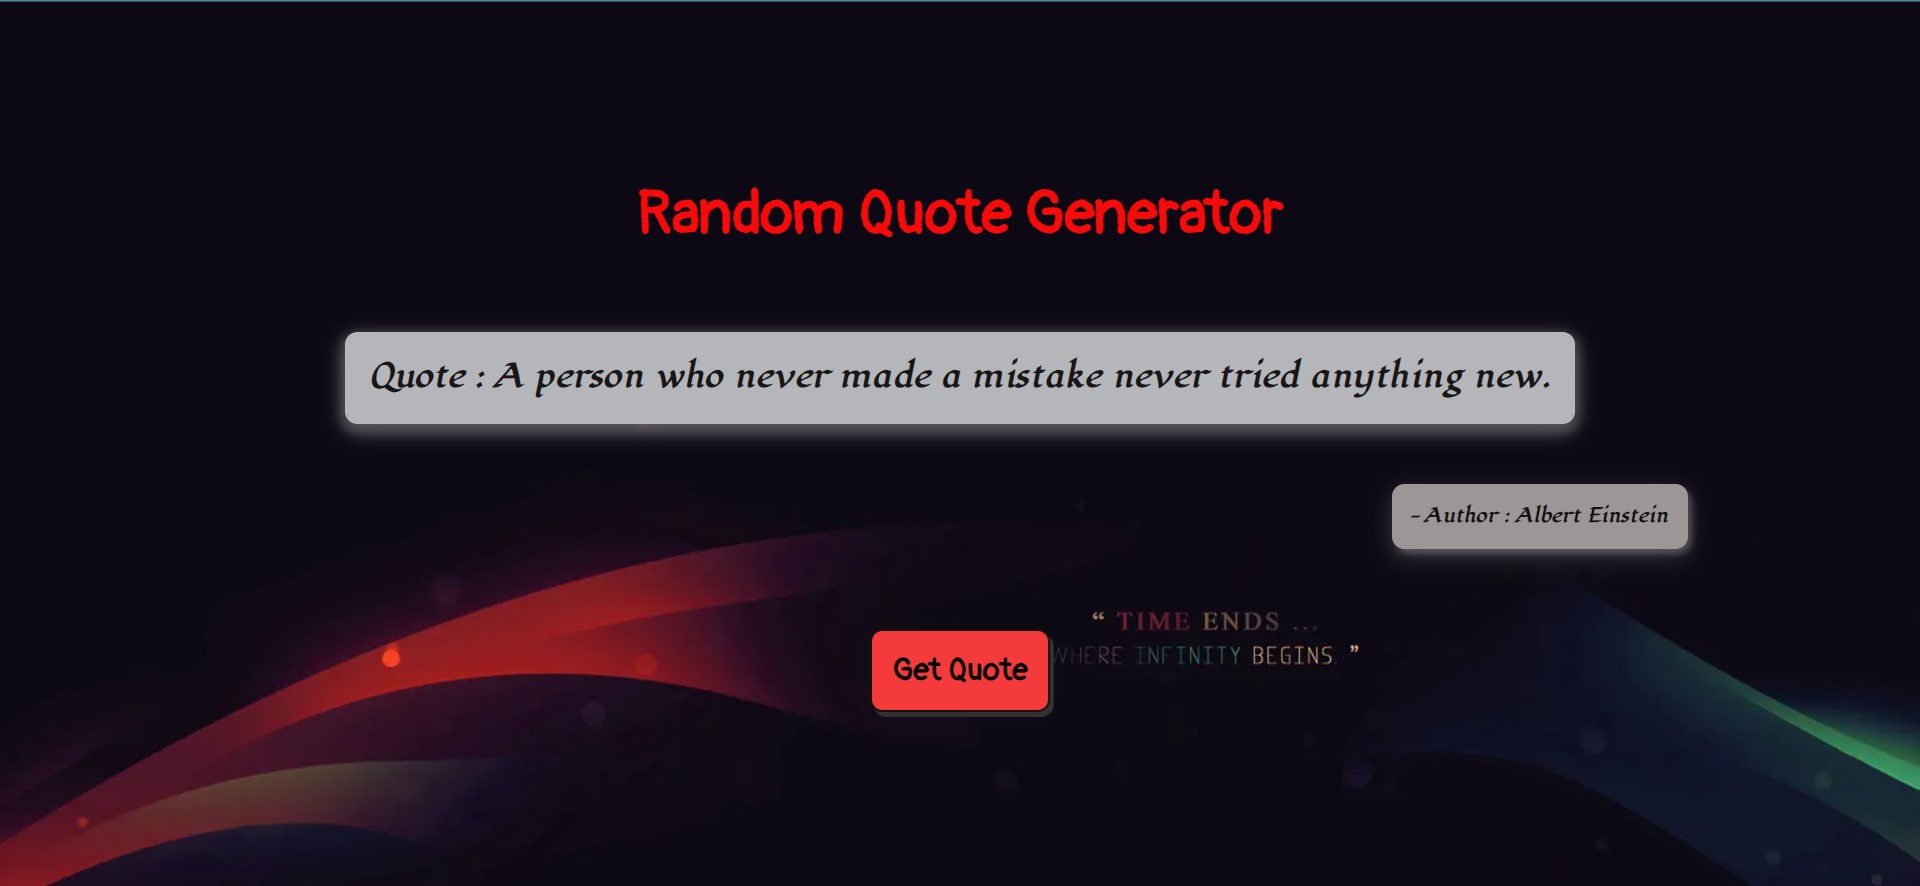 Random Quote Generator
Quote : A person who never made a mistake never tried anything new.
- Author : Albert Einstein
“ TIME ENDS ...
WHERE INFINITY BEGINS. ”
Get Quote